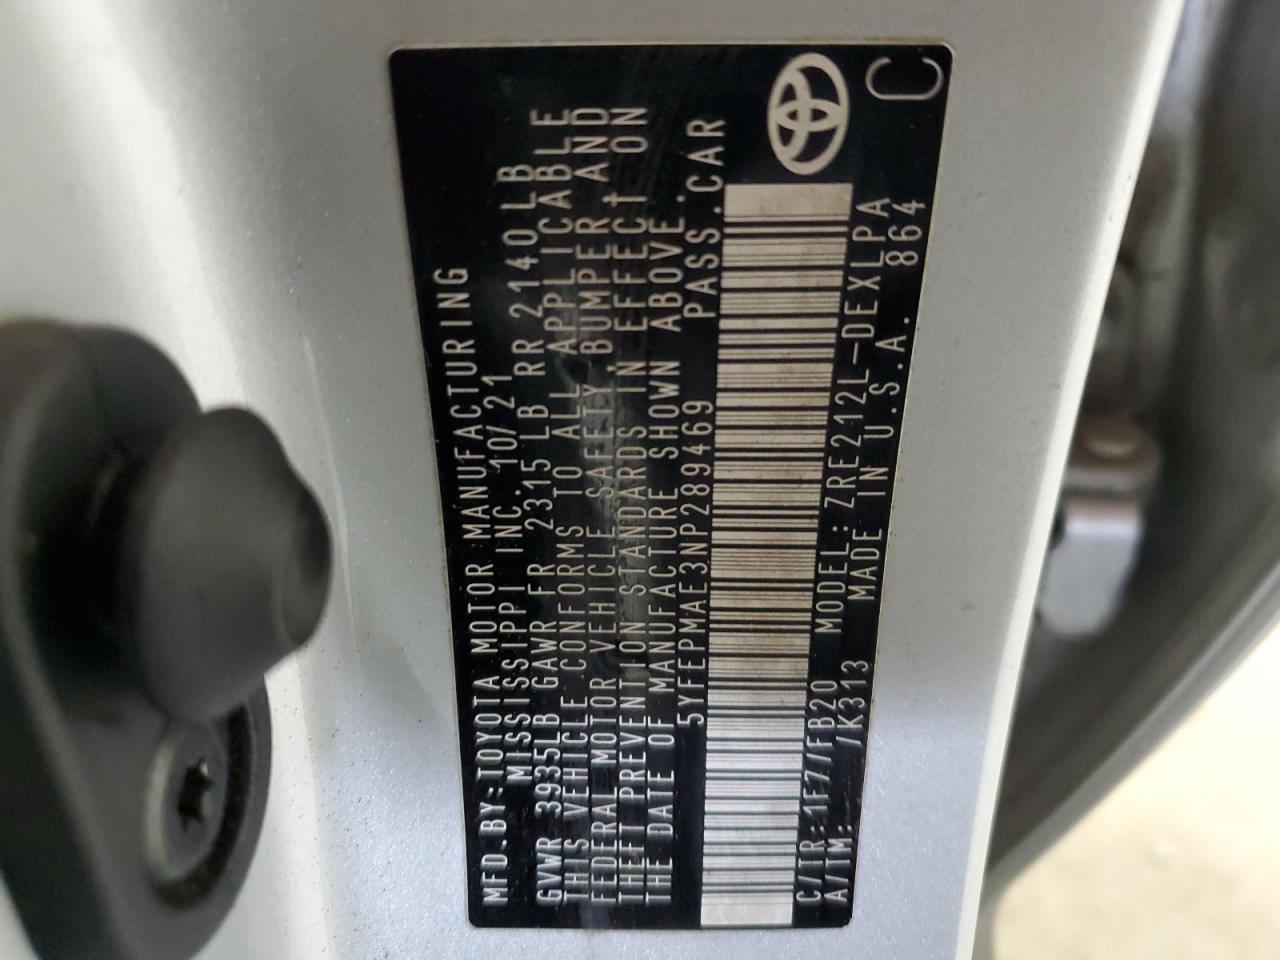 MFD.BY:TOYOTA MOTOR MANUFACTURING
MISSISSIPPI INC. 10/21
GVWR 3935LB GAWR FR 2315 LB RR 2140LB
THIS VEHICLE CONFORMS TO ALL APPLICABLE
FEDERAL MOTOR VEHICLE SAFETY,BUMPER AND
THEFT PREVENTION STANDARDS IN EFFECT ON
THE DATE OF MANUFACTURE SHOWN ABOVE.
5YFEPMAE3NP289469 PASS.CAR
C/TR:1F7/FB20 MODEL:ZRE212L-DEXLPA
A/TM: /K313 MADE IN U.S.A. 864
C